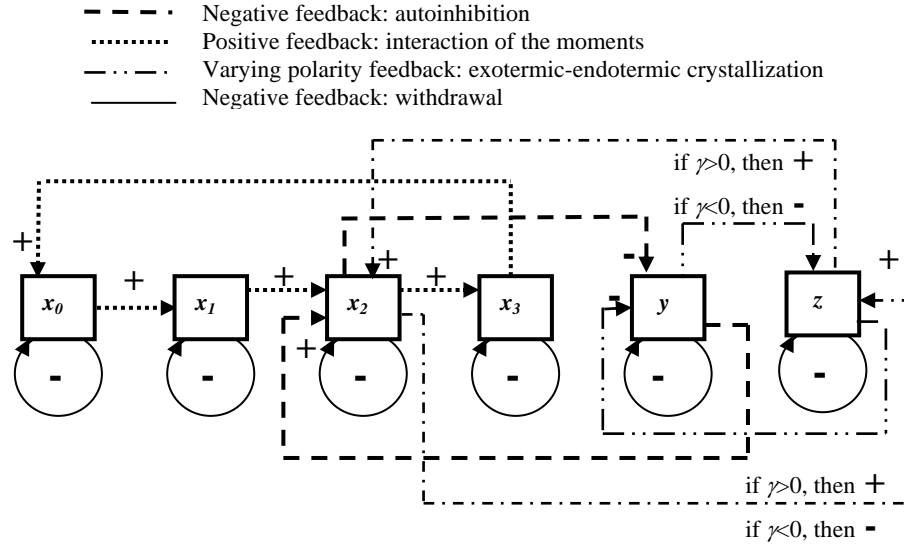 Negative feedback: autoinhibition
Positive feedback: interaction of the moments
Varying polarity feedback: exotermic-endotermic crystallization
Negative feedback: withdrawal
if γ>0, then +
if γ<0, then -
+ + + + + - - +
x0 x1 x2 x3 y z
+
- - - - - -
if γ>0, then +
if γ<0, then -